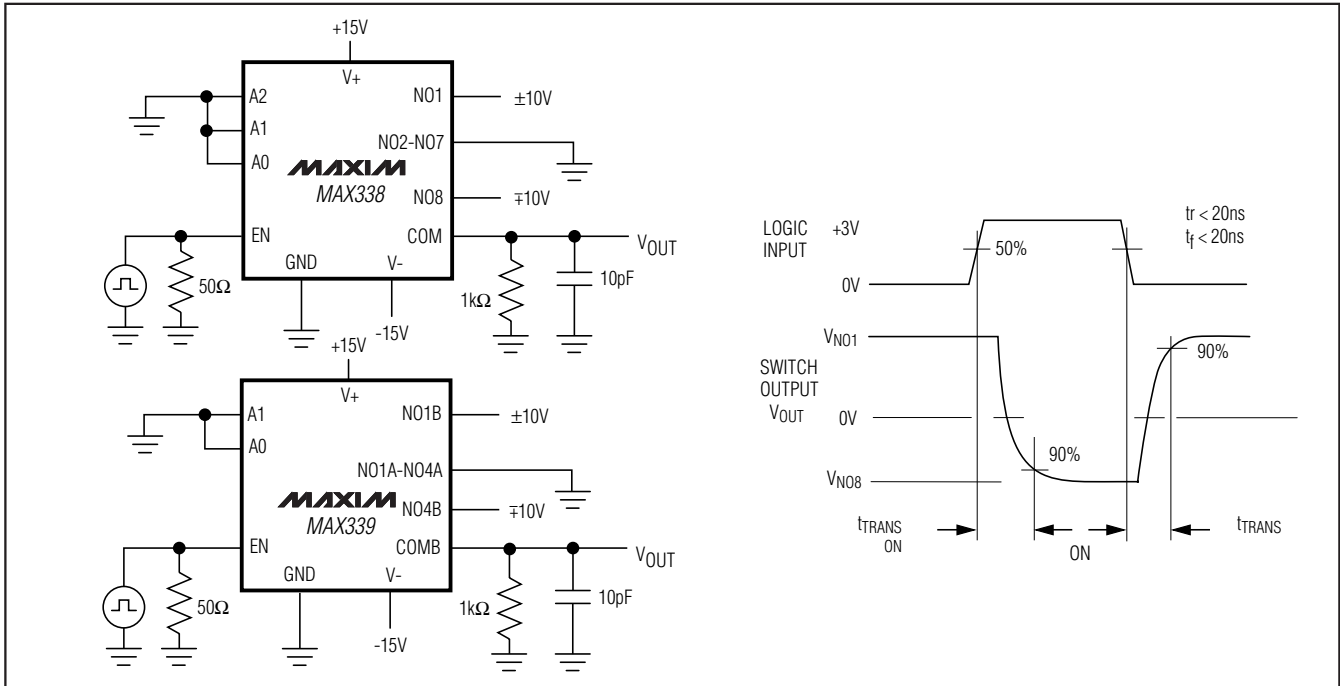 +15V
V+
A2
NO1
±10V
A1
NO2-NO7
A0
MAXIM
MAX338
NO8
∓10V
EN
COM
VOUT
GND
V-
50Ω
1kΩ
10pF
-15V
+15V
V+
A1
NO1B
±10V
A0
NO1A-NO4A
MAXIM
MAX339
NO4B
∓10V
EN
COMB
VOUT
GND
V-
50Ω
1kΩ
10pF
-15V
LOGIC
INPUT
+3V
50%
tr < 20ns
tf < 20ns
0V
VNO1
90%
SWITCH
OUTPUT
VOUT
0V
90%
VNO8
tTRANS
ON
ON
tTRANS